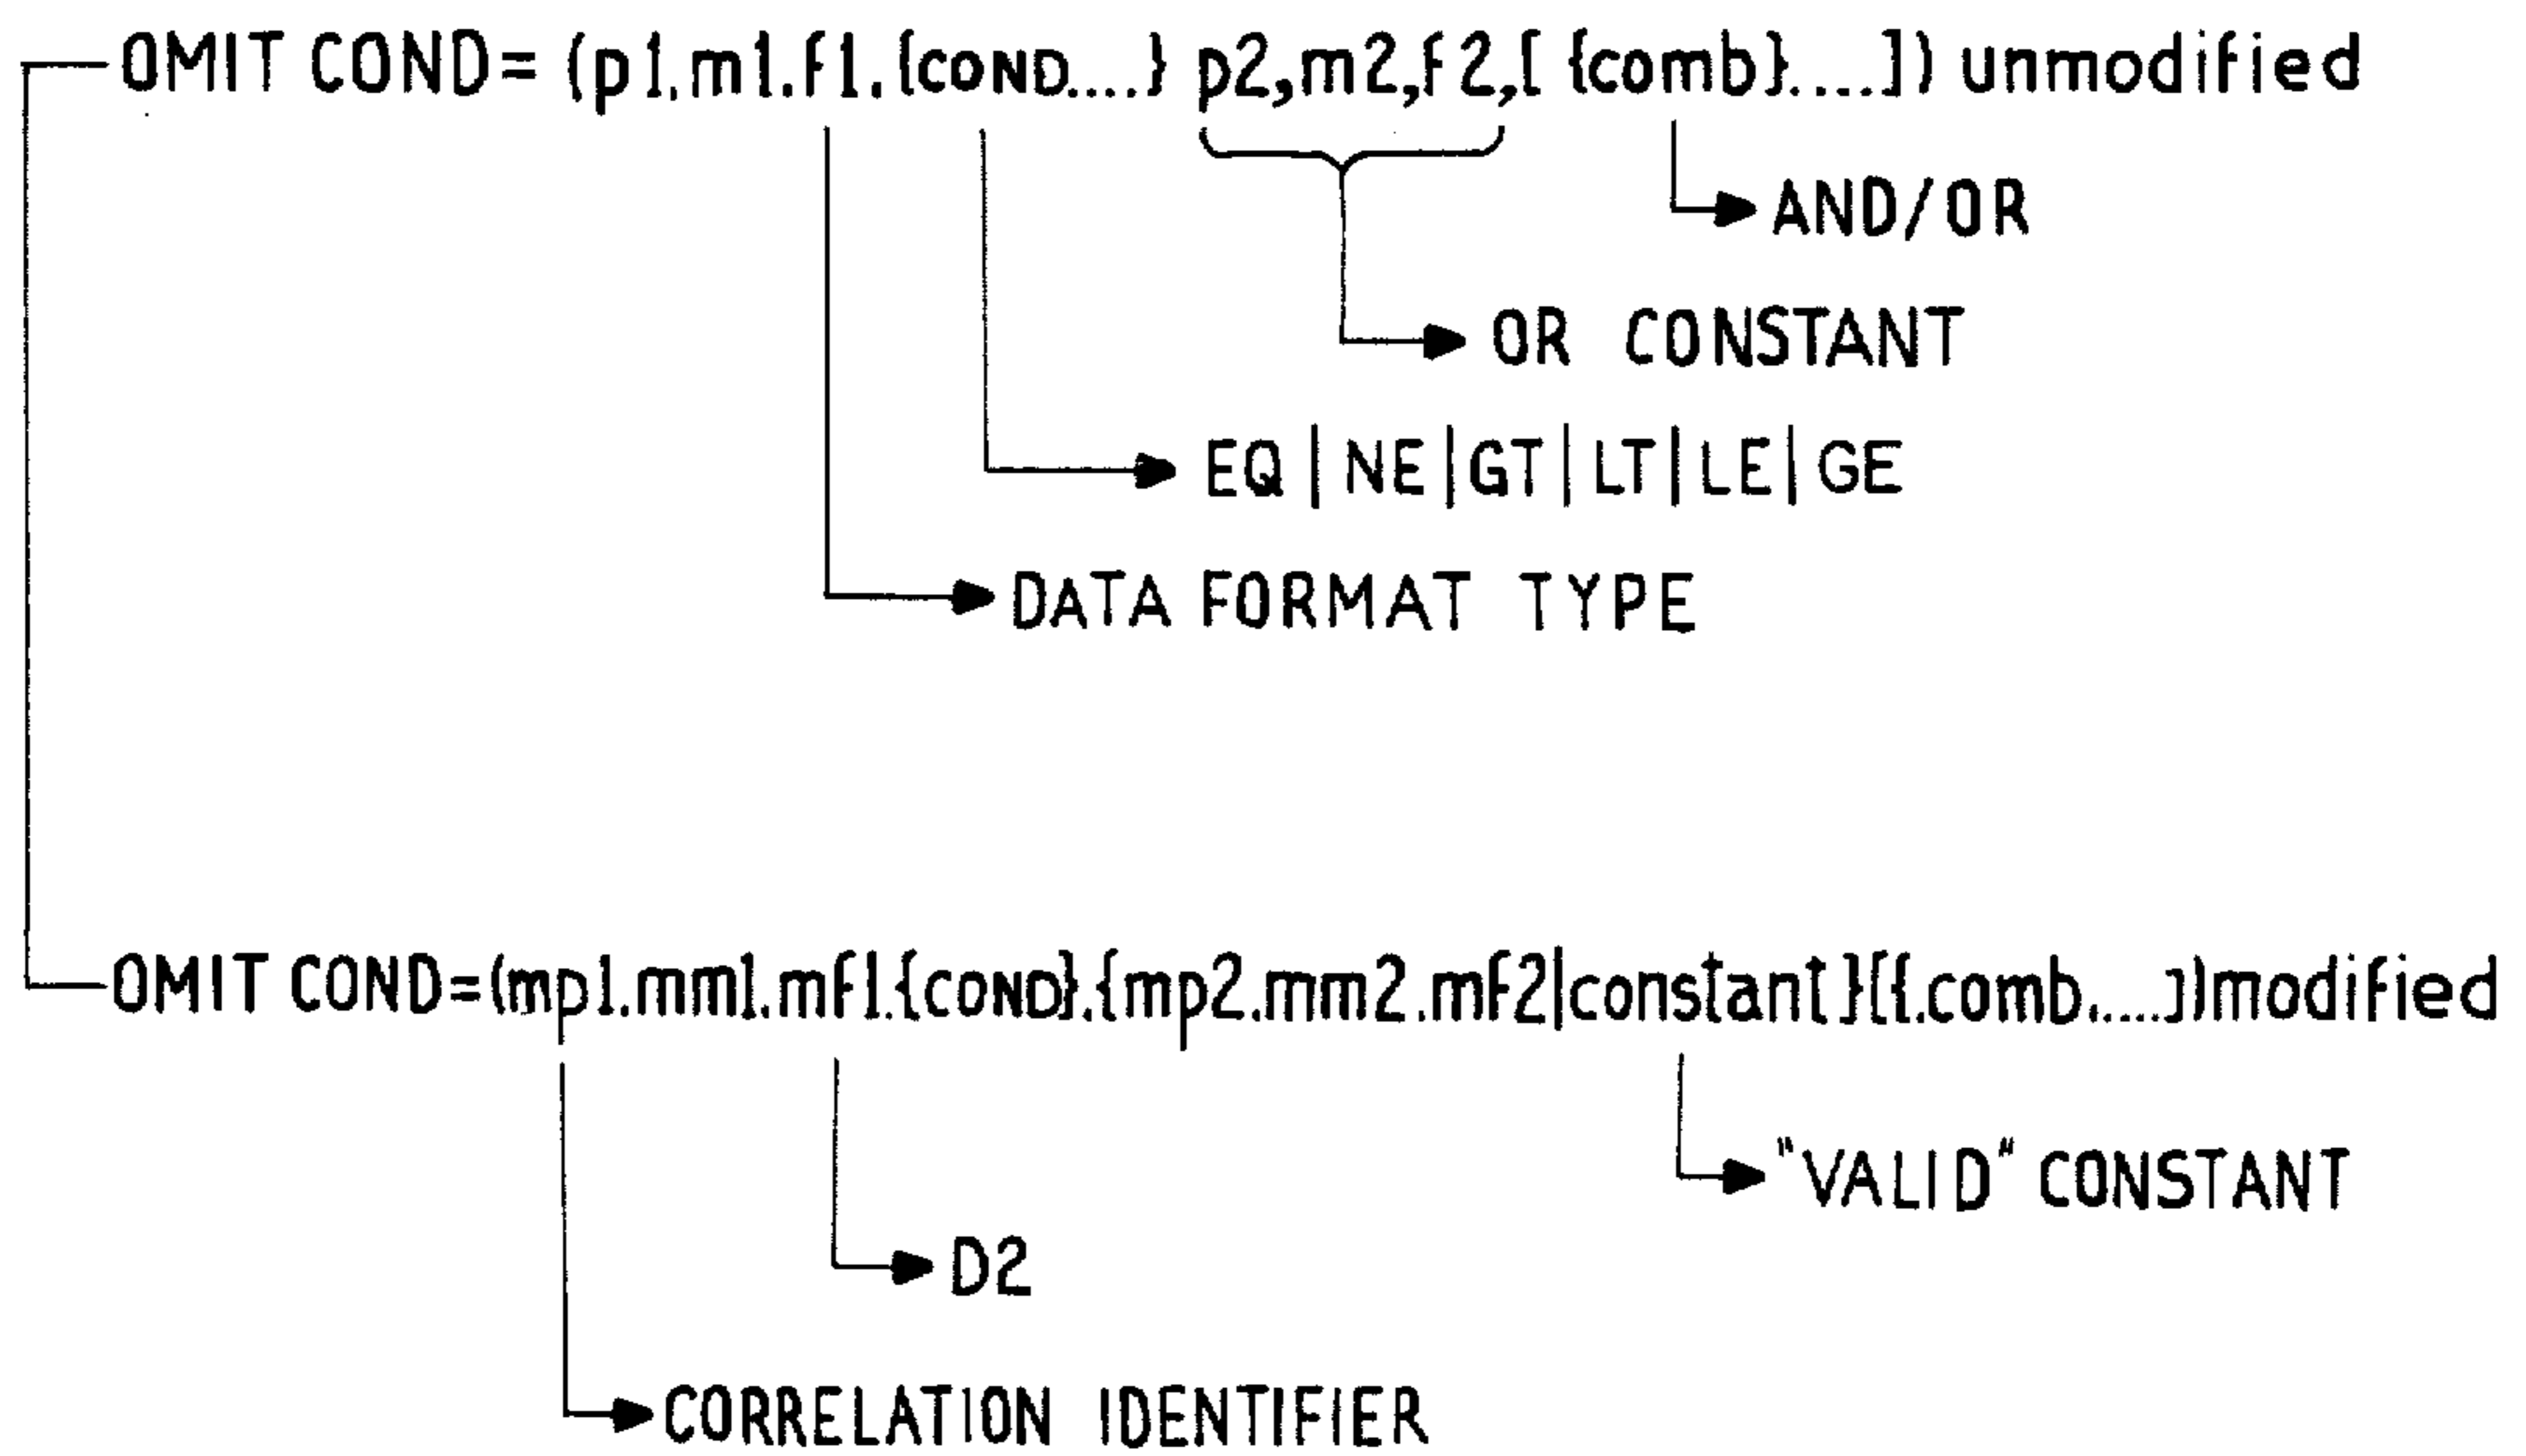 OMIT COND= (p1.m1.f1.{COND....} p2,m2,f2,[ {comb}.....]) unmodified
AND/OR
OR CONSTANT
EQ|NE|GT|LT|LE|GE
DATA FORMAT TYPE
OMIT COND=(mp1.mm1.mf1.{COND}.{mp2.mm2.mf2|constant}[{.comb.....])modified
"VALID" CONSTANT
D2
CORRELATION IDENTIFIER